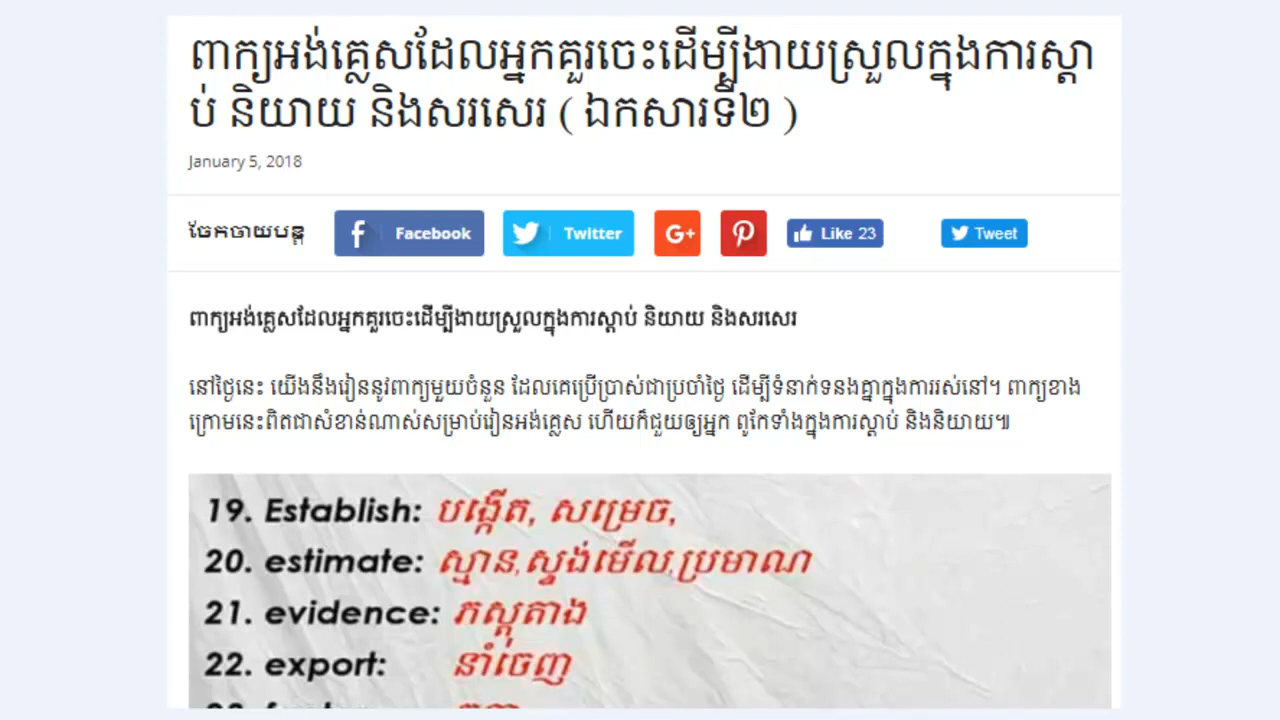 ពាក្យអង់គ្លេសដែលអ្នកគួរចេះដើម្បីងាយស្រួលក្នុងការស្តា
ប់ និយាយ និងសរសេរ ( ឯកសារទី២ )
January 5, 2018
ចែកចាយបន្ត Facebook Twitter G+ Like 23 Tweet
ពាក្យអង់គ្លេសដែលអ្នកគួរចេះដើម្បីងាយស្រួលក្នុងការស្តាប់ និយាយ និងសរសេរ
នៅថ្ងៃនេះ យើងនឹងរៀននូវពាក្យមួយចំនួន ដែលគេប្រើប្រាស់ជាប្រចាំថ្ងៃ ដើម្បីទំនាក់ទនងគ្នាក្នុងការរស់នៅ។ ពាក្យខាង
ក្រោមនេះពិតជាសំខាន់ណាស់សម្រាប់រៀនអង់គ្លេស ហើយក៏ជួយឲ្យអ្នក ពូកែទាំងក្នុងការស្តាប់ និងនិយាយ៕
19. Establish: បង្កើត, សម្រេច,
20. estimate: ស្មាន,ស្ទង់មើល,ប្រមាណ
21. evidence: ភស្តុតាង
22. export: នាំចេញ